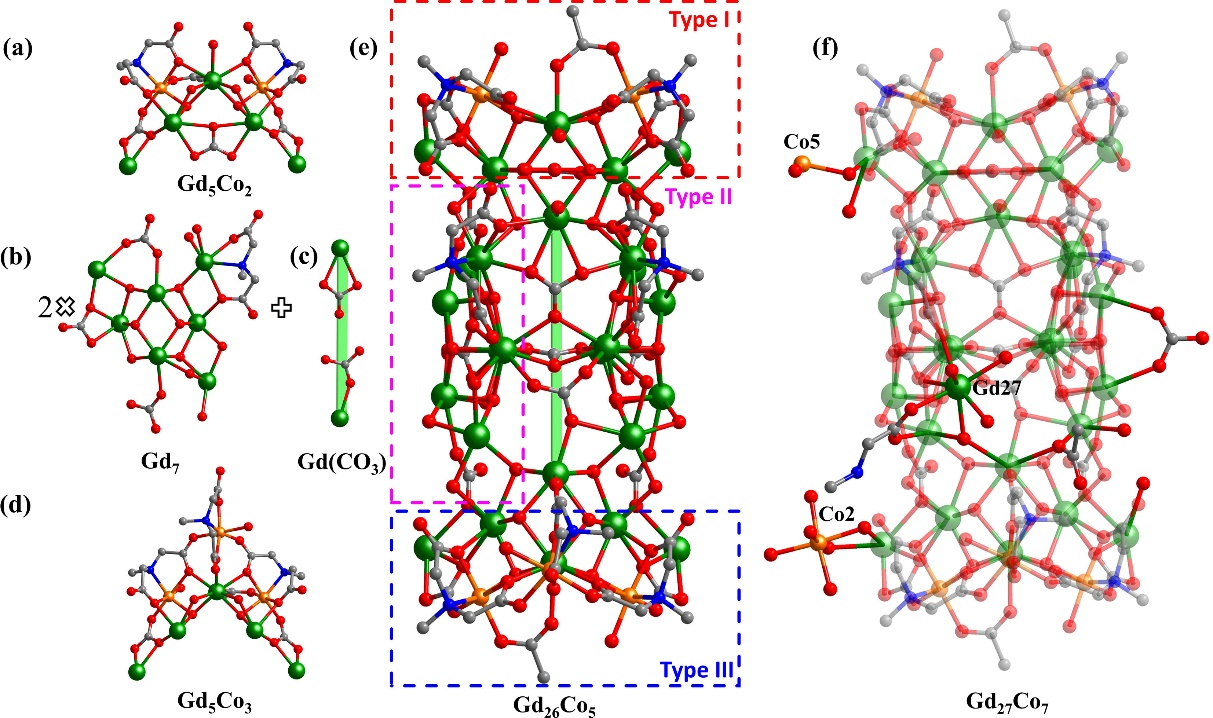 (a)
Gd₅Co₂
(b)
2✖
Gd₇
+
(c)
Gd(CO₃)
(d)
Gd₅Co₃
(e)
Type I
Type II
Type III
Gd₂₆Co₅
(f)
Co5
Gd27
Co2
Gd₂₇Co₇